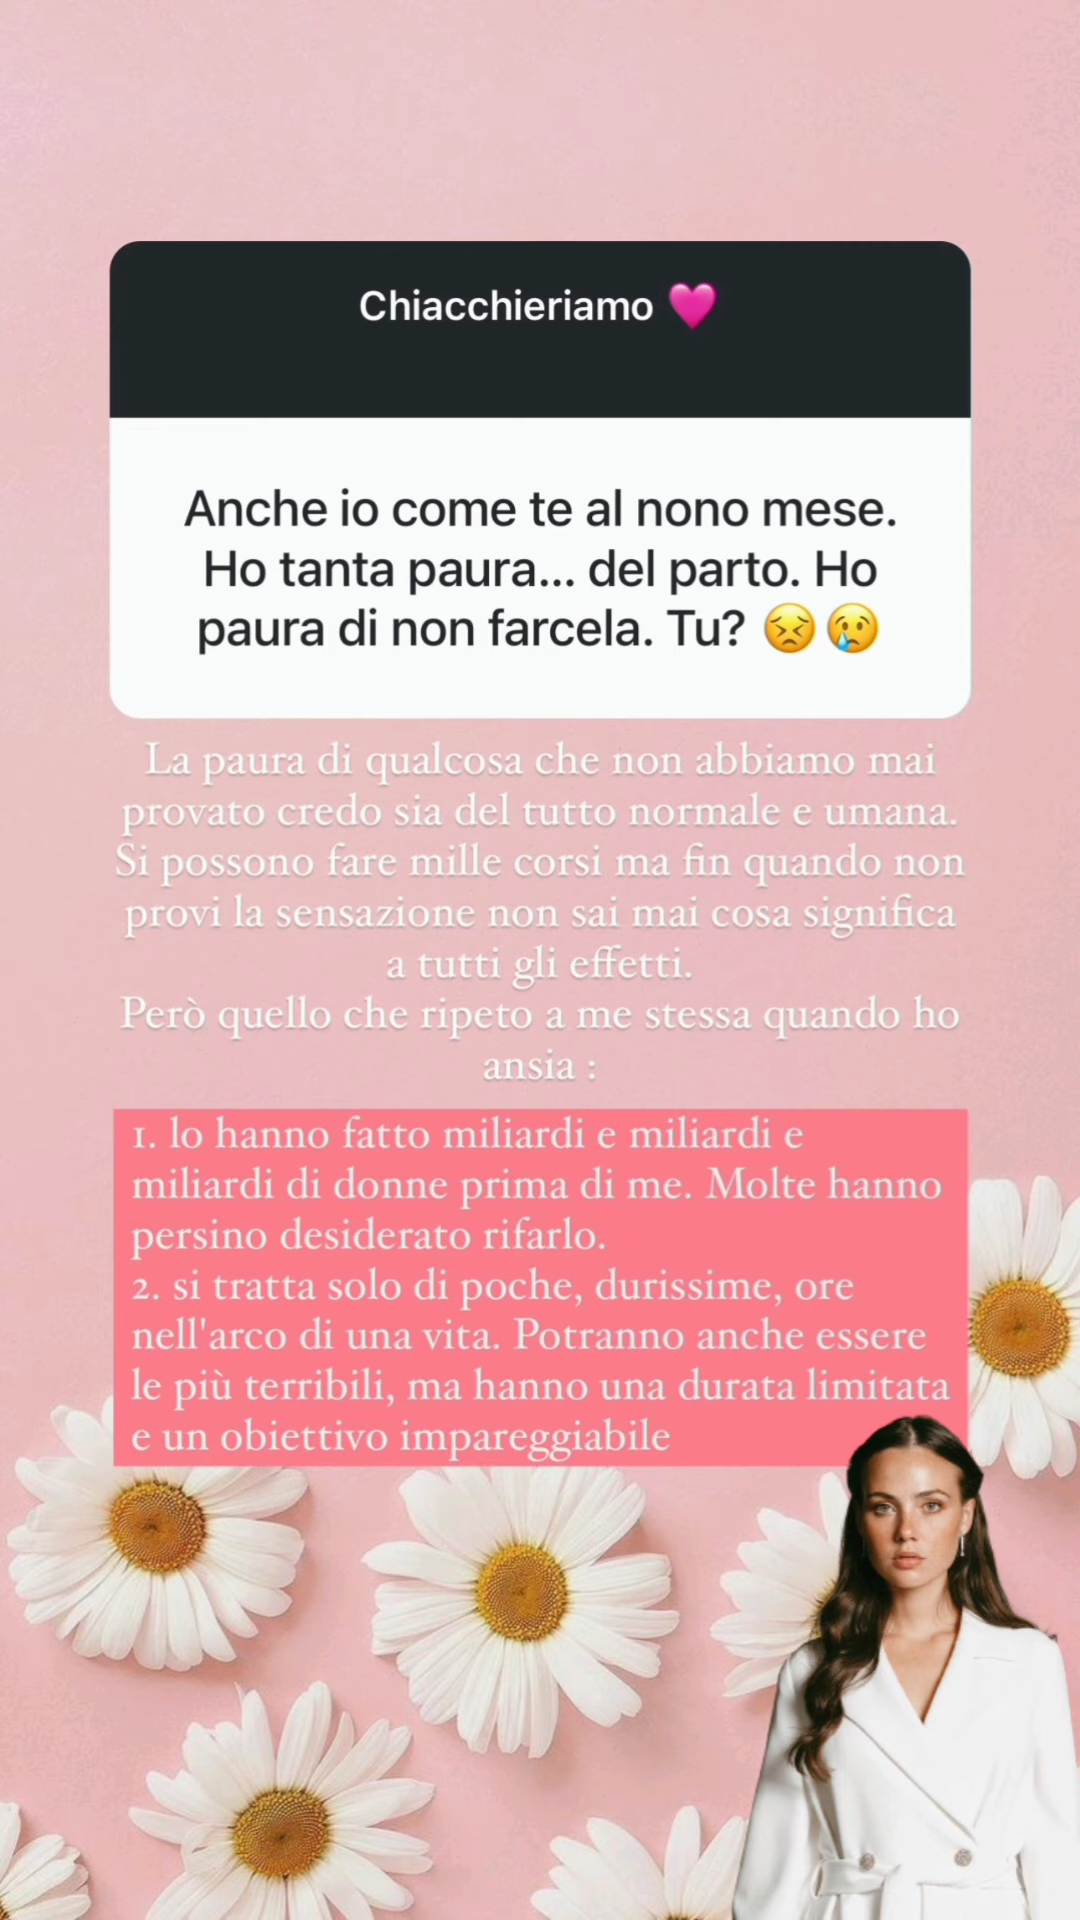 Chiacchieriamo 💗
Anche io come te al nono mese.
Ho tanta paura... del parto. Ho
paura di non farcela. Tu? 😣😢
La paura di qualcosa che non abbiamo mai
provato credo sia del tutto normale e umana.
Si possono fare mille corsi ma fin quando non
provi la sensazione non sai mai cosa significa
a tutti gli effetti.
Però quello che ripeto a me stessa quando ho
ansia :
1. lo hanno fatto miliardi e miliardi e
miliardi di donne prima di me. Molte hanno
persino desiderato rifarlo.
2. si tratta solo di poche, durissime, ore
nell'arco di una vita. Potranno anche essere
le più terribili, ma hanno una durata limitata
e un obiettivo impareggiabile